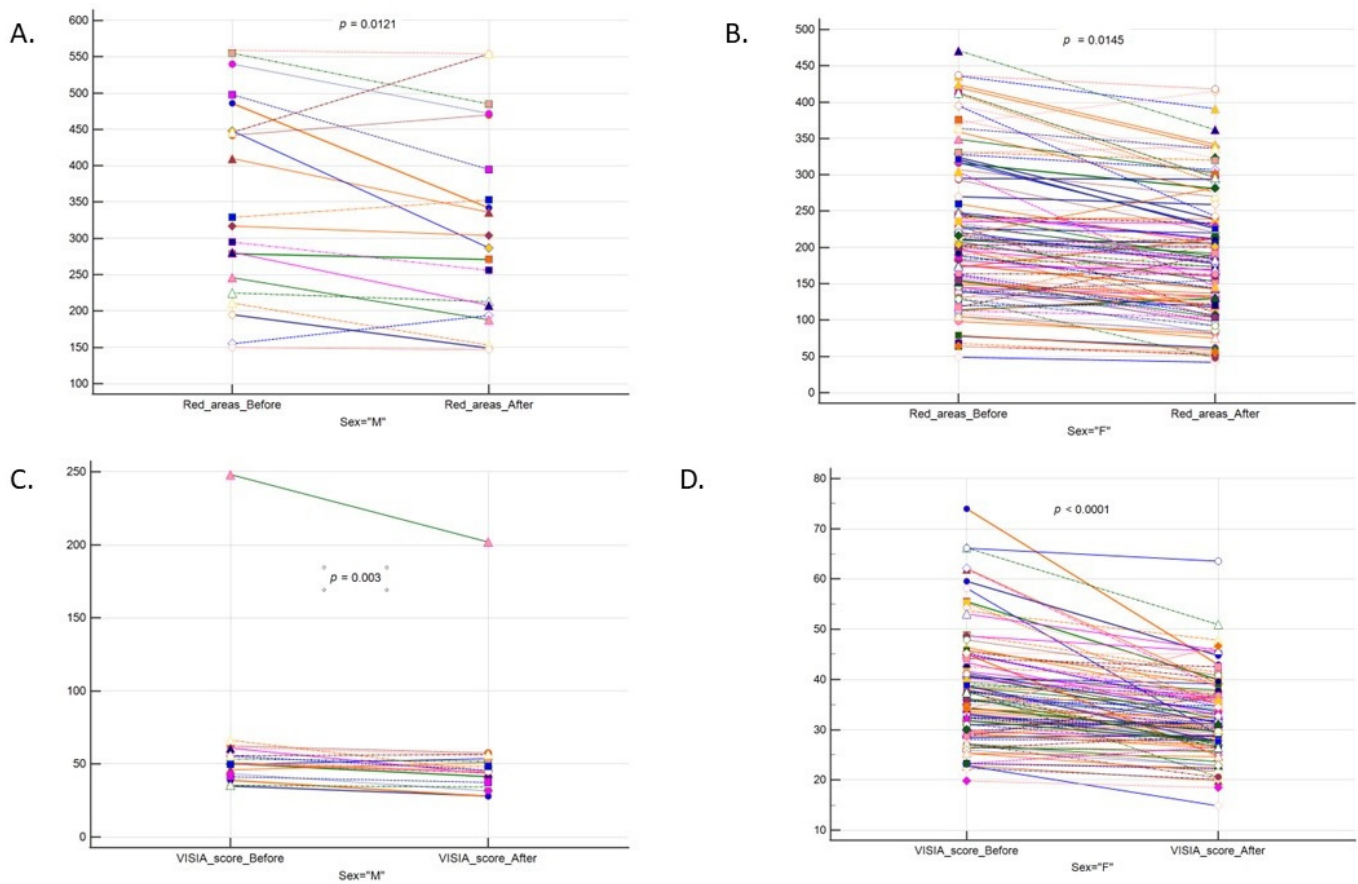 A.
p = 0.0121
600
550
500
450
400
350
300
250
200
150
100
Red_areas_Before
Red_areas_After
Sex="M"
B.
p = 0.0145
500
450
400
350
300
250
200
150
100
50
0
Red_areas_Before
Red_areas_After
Sex="F"
C.
p = 0.003
250
200
150
100
50
0
VISIA_score_Before
VISIA_score_After
Sex="M"
D.
p < 0.0001
80
70
60
50
40
30
20
10
VISIA_score_Before
VISIA_score_After
Sex="F"